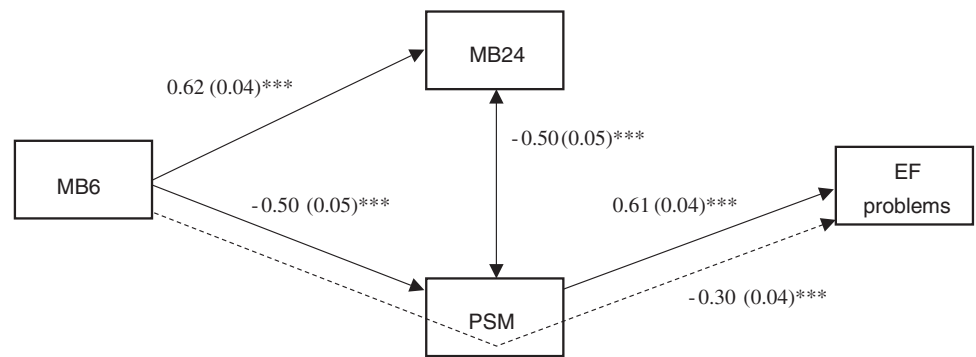 MB24
0.62 (0.04)***
-0.50 (0.05)***
MB6
EF
problems
-0.50 (0.05)***
0.61 (0.04)***
PSM
-0.30 (0.04)***